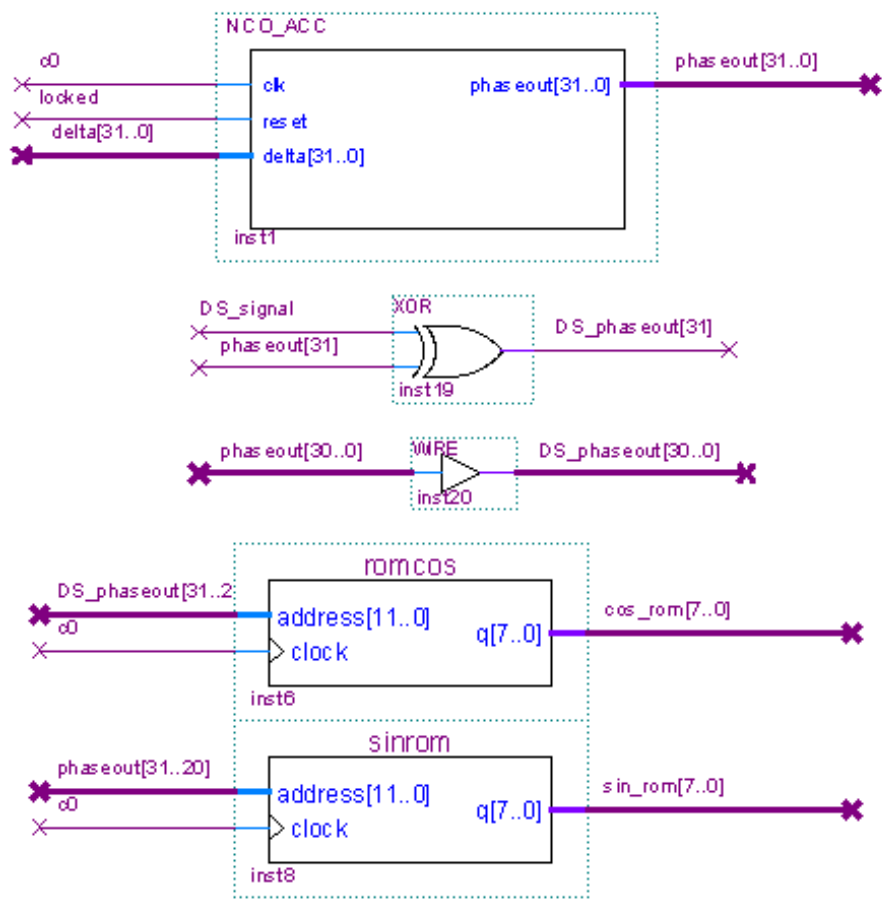 NCO_ACC
c0
phaseout[31..0]
clk
phaseout[31..0]
locked
reset
delta[31..0]
delta[31..0]
inst1
DS_signal
XOR
DS_phaseout[31]
phaseout[31]
inst19
phaseout[30..0]
WIRE
DS_phaseout[30..0]
inst20
romcos
DS_phaseout[31..2
address[11..0]
cos_rom[7..0]
c0
q[7..0]
clock
inst6
sinrom
phaseout[31..20]
address[11..0]
sin_rom[7..0]
c0
q[7..0]
clock
inst8